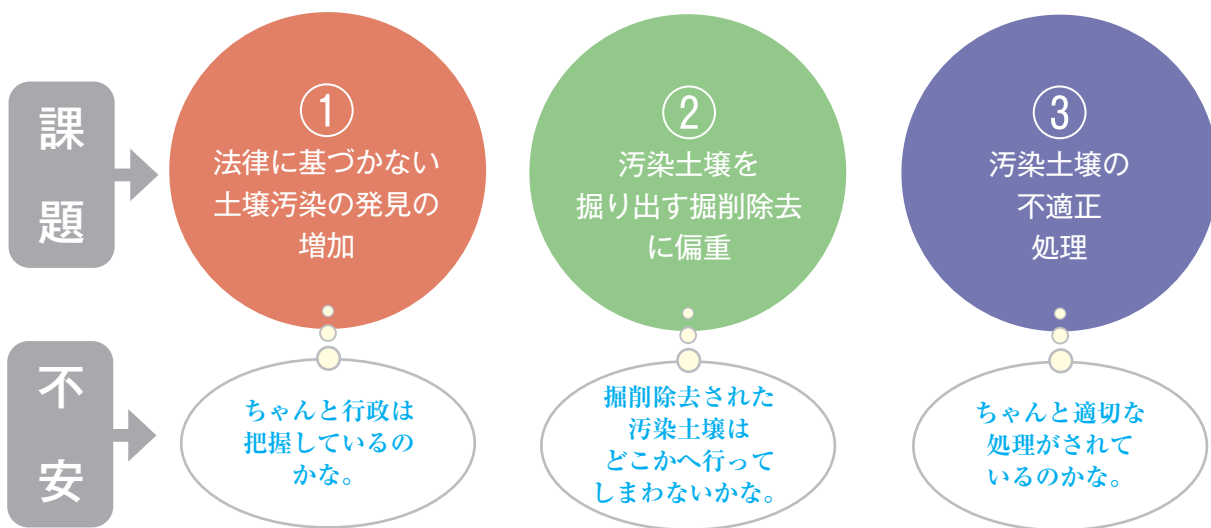 課題
①
法律に基づかない
土壌汚染の発見の
増加
②
汚染土壌を
掘り出す掘削除去
に偏重
③
汚染土壌の
不適正
処理
不安
ちゃんと行政は
把握しているの
かな。
掘削除去された
汚染土壌は
どこかへ行って
しまわないかな。
ちゃんと適切な
処理がされて
いるのかな。